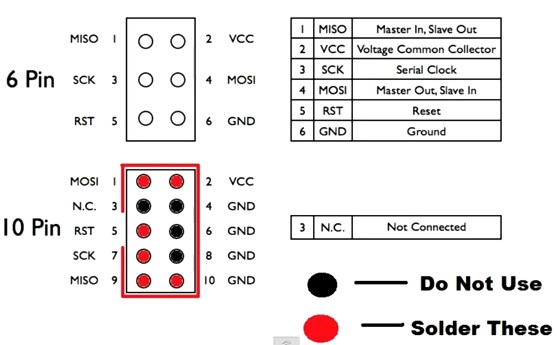 MISO 1 2 VCC
6 Pin SCK 3 4 MOSI
RST 5 6 GND
1 MISO Master In, Slave Out
2 VCC Voltage Common Collector
3 SCK Serial Clock
4 MOSI Master Out, Slave In
5 RST Reset
6 GND Ground
MOSI 1 2 VCC
N.C. 3 4 GND
10 Pin RST 5 6 GND
SCK 7 8 GND
MISO 9 10 GND
3 N.C. Not Connected
Do Not Use
Solder These